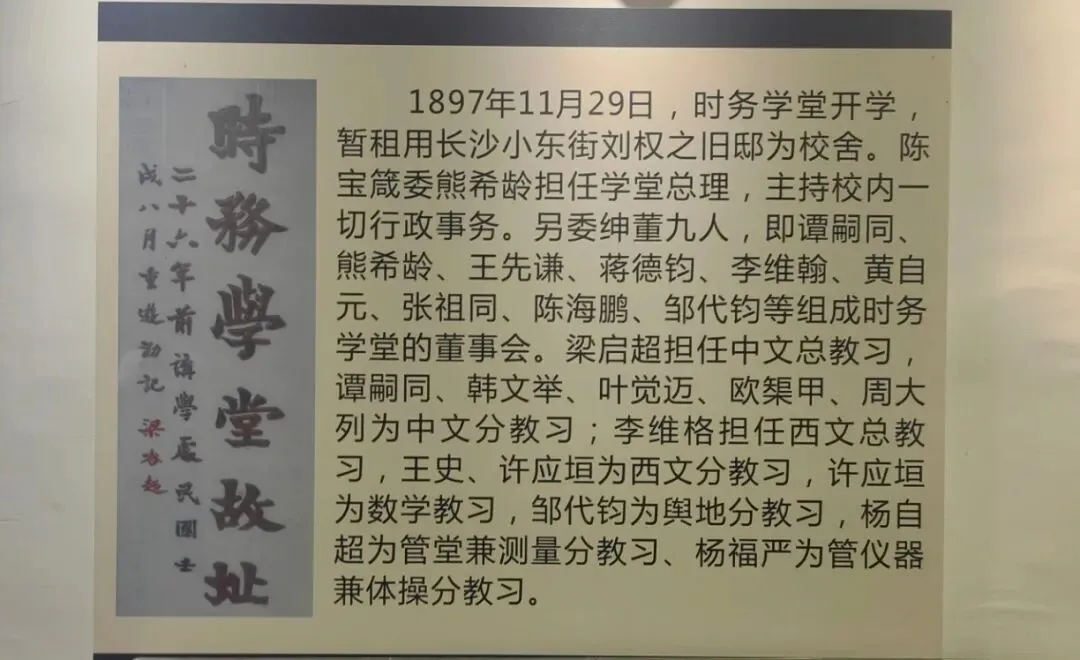 時務學堂故址
二十六年前講學處民國壬
戌八月重遊泐記 梁启超
1897年11月29日，时务学堂开学，
暂租用长沙小东街刘权之旧邸为校舍。陈
宝箴委熊希龄担任学堂总理，主持校内一
切行政事务。另委绅董九人，即谭嗣同、
熊希龄、王先谦、蒋德钧、李维翰、黄自
元、张祖同、陈海鹏、邹代钧等组成时务
学堂的董事会。梁启超担任中文总教习，
谭嗣同、韩文举、叶觉迈、欧榘甲、周大
列为中文分教习；李维格担任西文总教
习，王史、许应垣为西文分教习，许应垣
为数学教习，邹代钧为舆地分教习，杨自
超为管堂兼测量分教习、杨福严为管仪器
兼体操分教习。